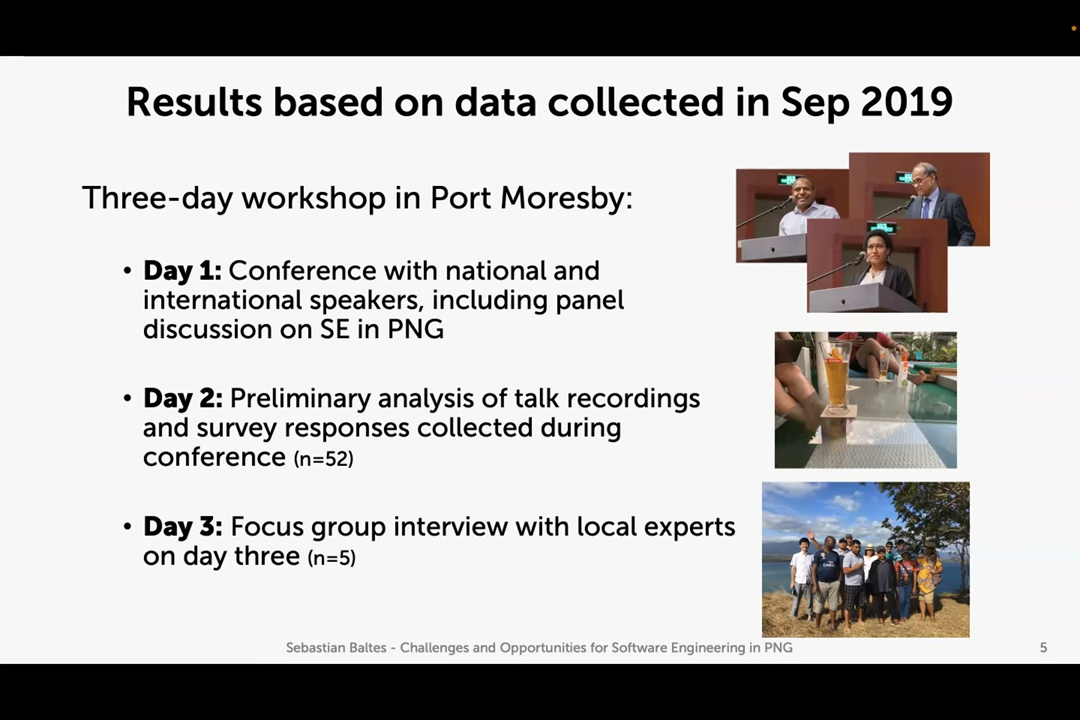 Results based on data collected in Sep 2019
Three-day workshop in Port Moresby:
• Day 1: Conference with national and
international speakers, including panel
discussion on SE in PNG
• Day 2: Preliminary analysis of talk recordings
and survey responses collected during
conference (n=52)
• Day 3: Focus group interview with local experts
on day three (n=5)
Sebastian Baltes - Challenges and Opportunities for Software Engineering in PNG
5